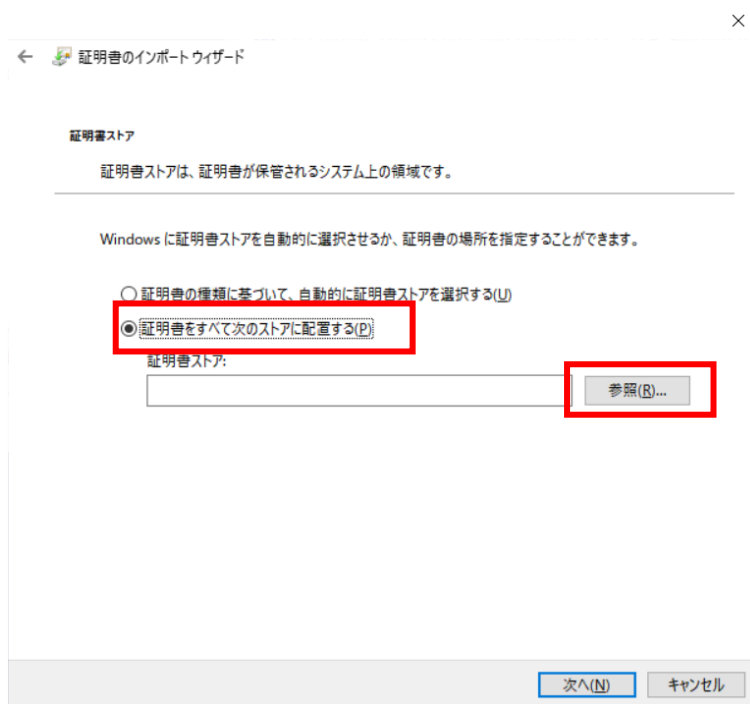 証明書のインポート ウィザード
証明書ストア
証明書ストアは、証明書が保管されるシステム上の領域です。
Windows に証明書ストアを自動的に選択させるか、証明書の場所を指定することができます。
証明書の種類に基づいて、自動的に証明書ストアを選択する(U)
証明書をすべて次のストアに配置する(P)
証明書ストア:
参照(R)...
次へ(N)
キャンセル